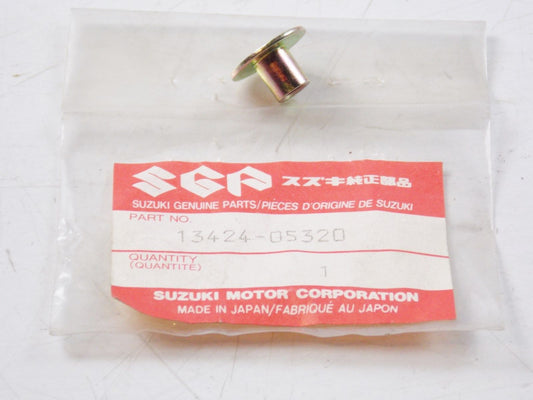 SGP スズキ純正部品
SUZUKI GENUINE PARTS/PIÈCES D'ORIGINE DE SUZUKI
PART NO.
13424-05320
QUANTITY
(QUANTITÉ)
1
SUZUKI MOTOR CORPORATION
MADE IN JAPAN/FABRIQUÉ AU JAPON